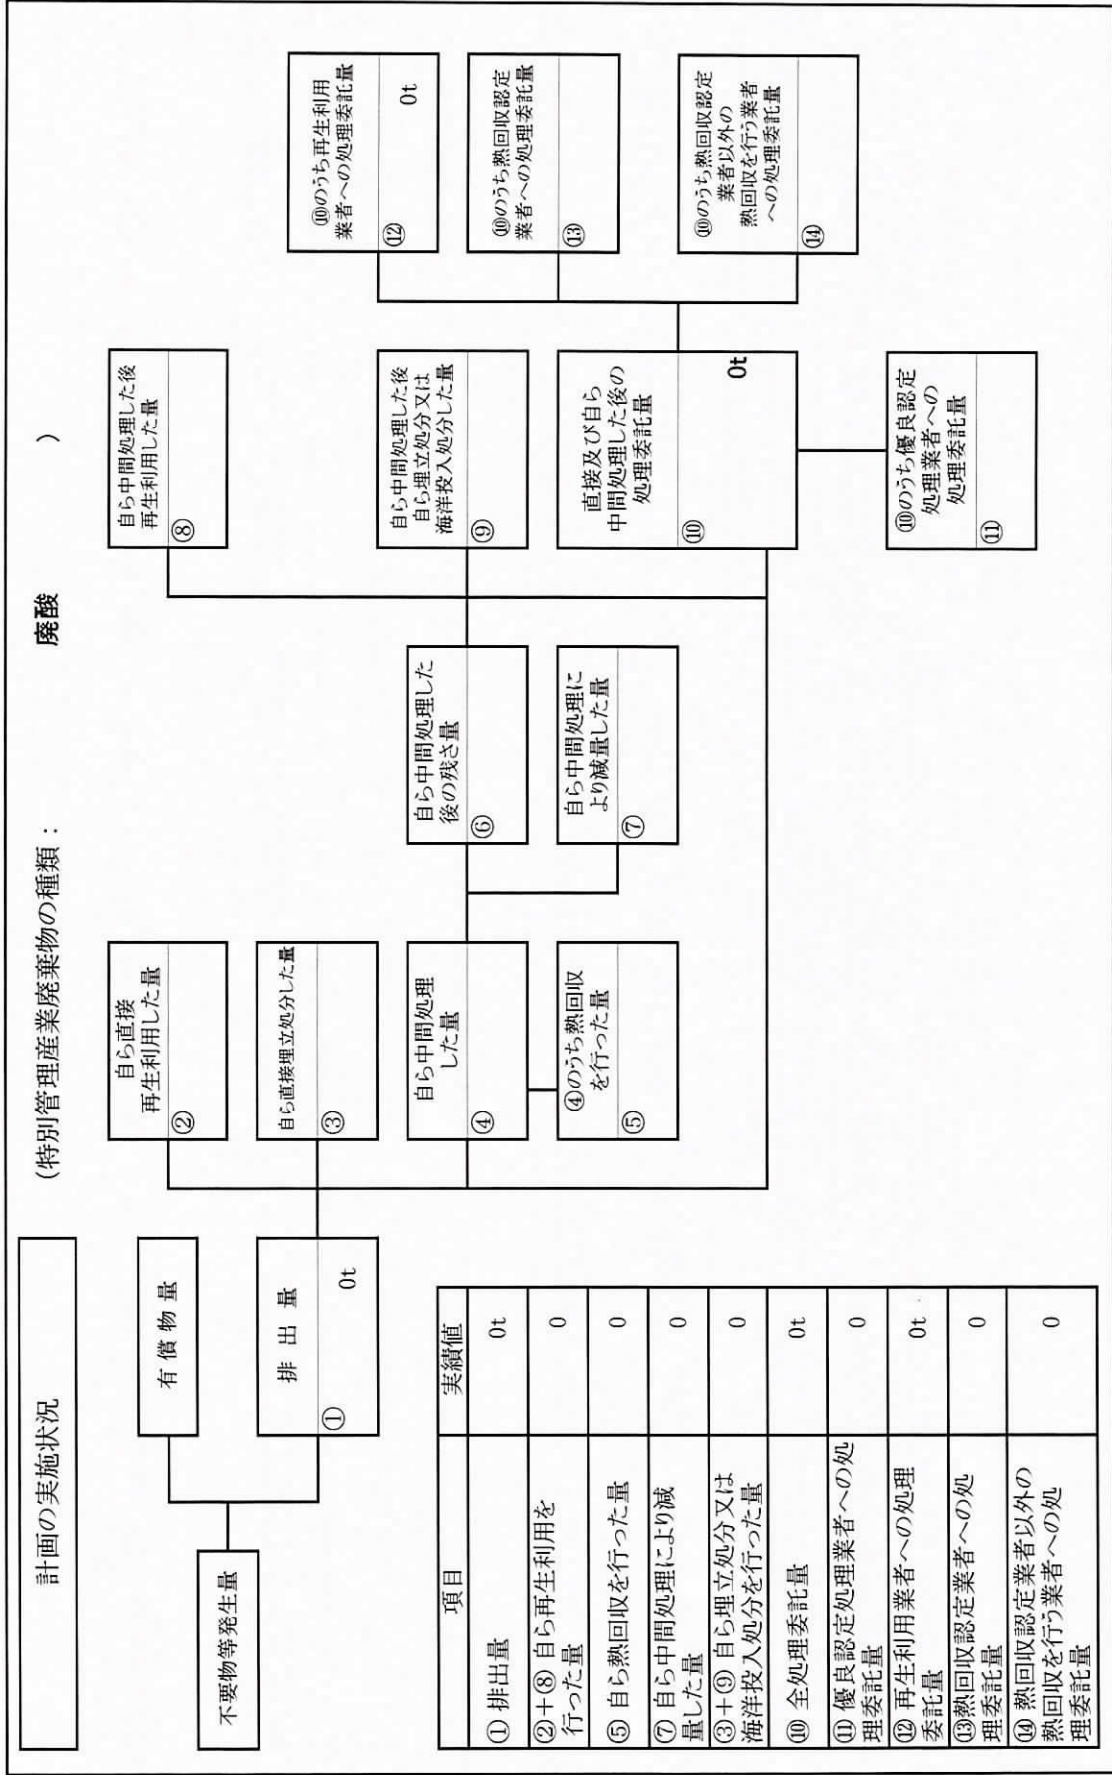 計画の実施状況
(特別管理産業廃棄物の種類：　廃酸　)
不要物等発生量
有 償 物 量
排 出 量
①
0t
自ら直接
再生利用した量
②
自ら直接埋立処分した量
③
自ら中間処理
した量
④
④のうち熱回収
を行った量
⑤
自ら中間処理した
後の残さ量
⑥
自ら中間処理に
より減量した量
⑦
自ら中間処理した後
再生利用した量
⑧
自ら中間処理した後
自ら埋立処分又は
海洋投入処分した量
⑨
直接及び自ら
中間処理した後の
処理委託量
⑩
0t
⑩のうち優良認定
処理業者への
処理委託量
⑪
⑩のうち再生利用
業者への処理委託量
⑫
0t
⑩のうち熱回収認定
業者への処理委託量
⑬
⑩のうち熱回収認定
業者以外の
熱回収を行う業者
への処理委託量
⑭
項目 実績値
① 排出量 0t
②＋⑧ 自ら再生利用を
行った量 0
⑤ 自ら熱回収を行った量 0
⑦ 自ら中間処理により減
量した量 0
③＋⑨ 自ら埋立処分又は
海洋投入処分を行った量 0
⑩ 全処理委託量 0t
⑪ 優良認定処理業者への処
理委託量 0
⑫ 再生利用業者への処理
委託量 0t
⑬熱回収認定業者への処
理委託量 0
⑭ 熱回収認定業者以外の
熱回収を行う業者への処
理委託量 0